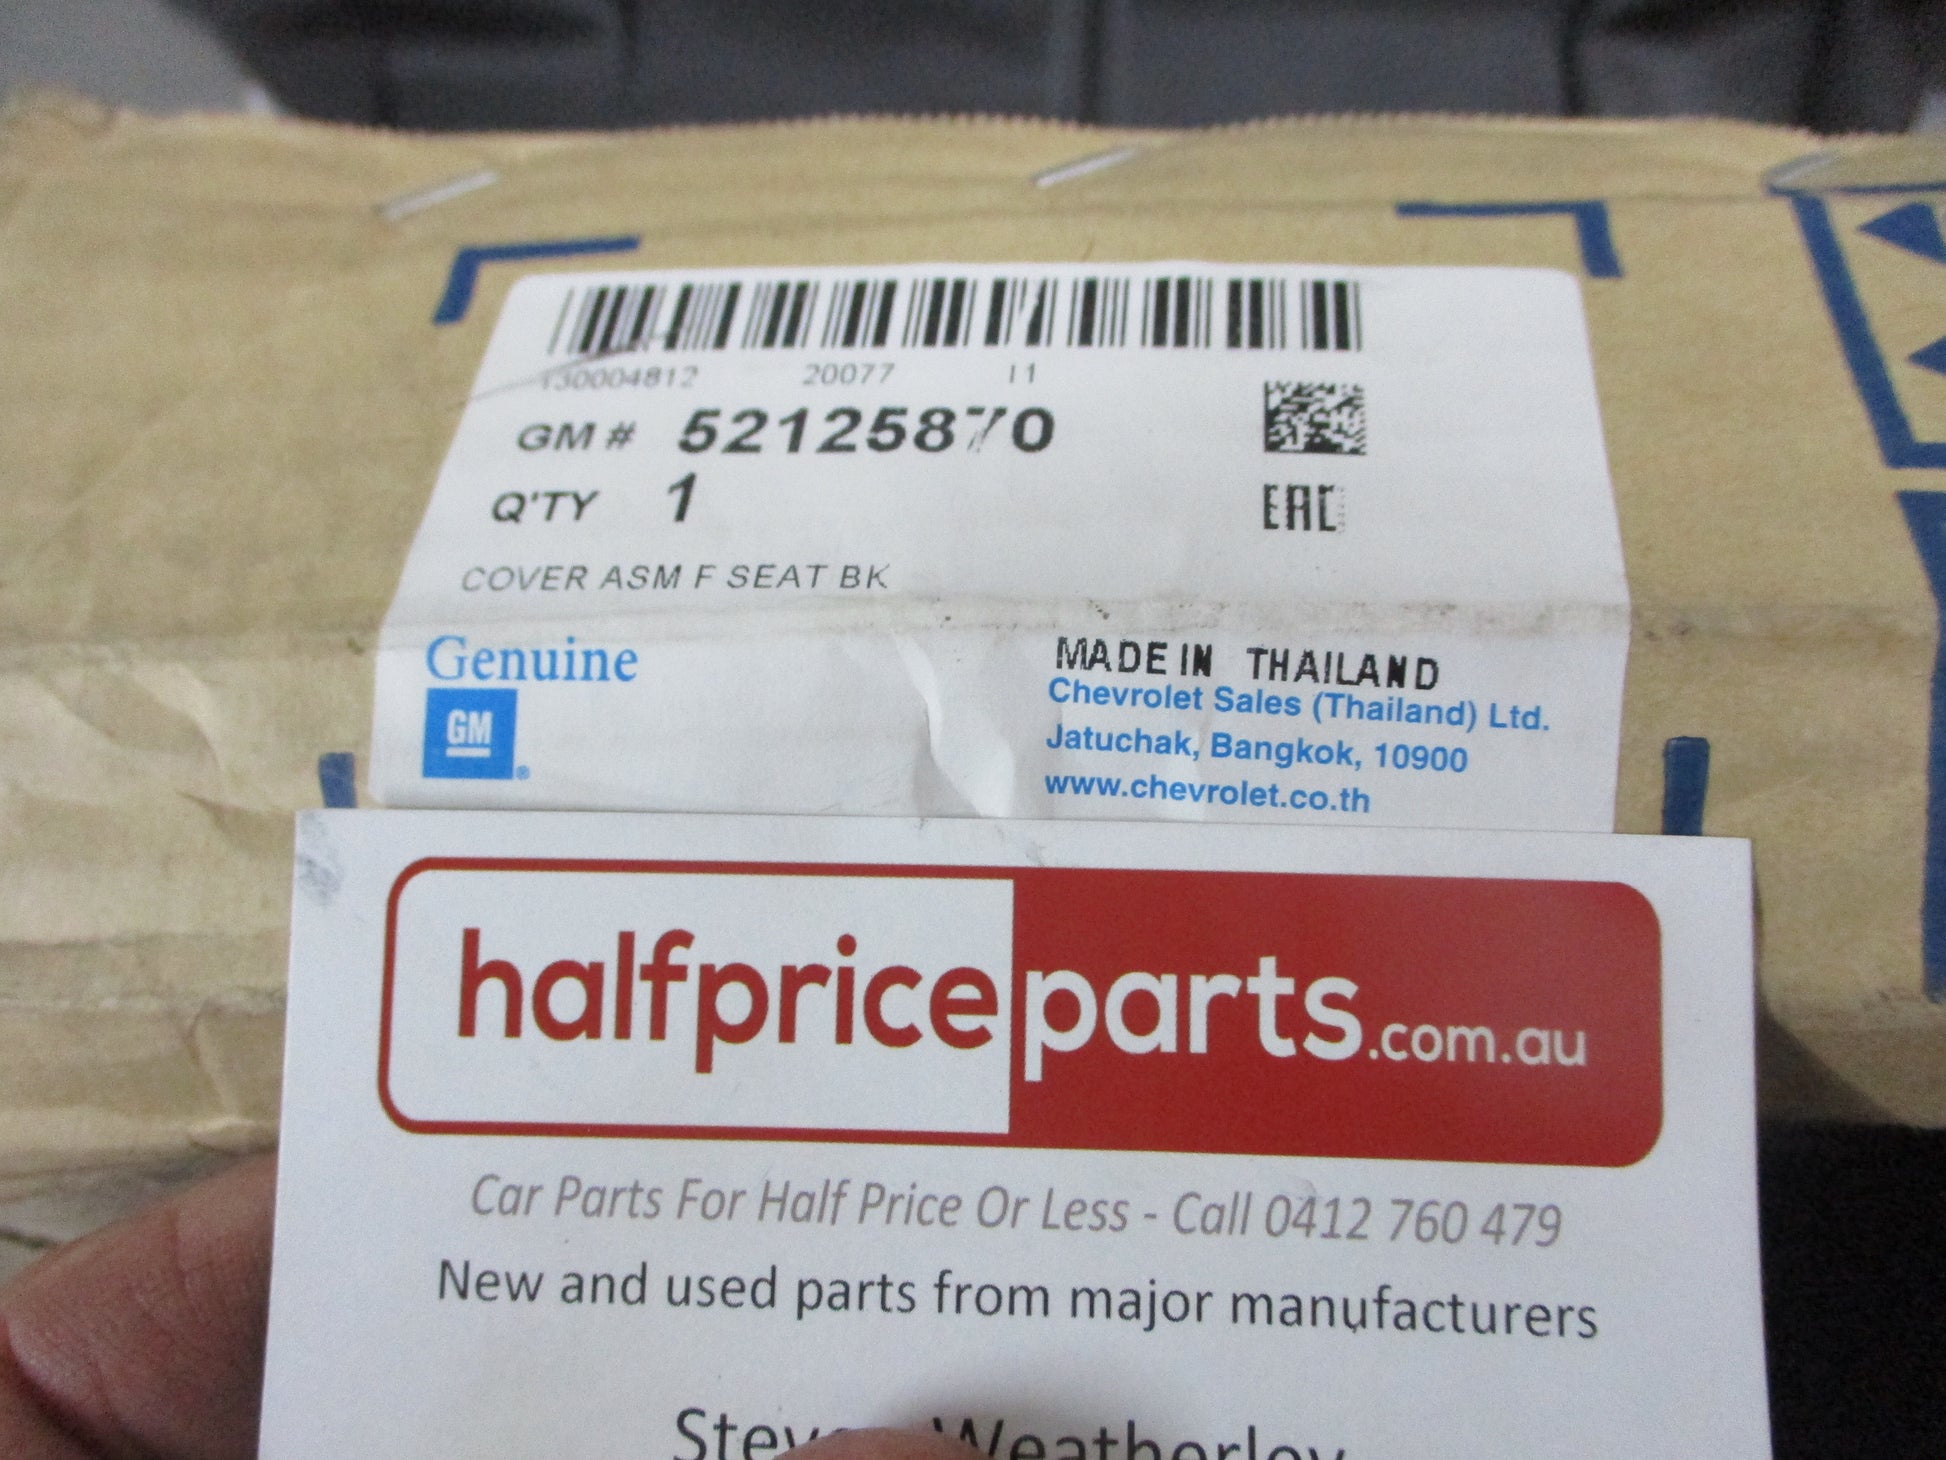 130004812 20077 11
GM # 52125870
Q'TY 1
EAC
COVER ASM F SEAT BK
Genuine
GM
MADE IN THAILAND
Chevrolet Sales (Thailand) Ltd.
Jatuchak, Bangkok, 10900
www.chevrolet.co.th
halfpriceparts.com.au
Car Parts For Half Price Or Less - Call 0412 760 479
New and used parts from major manufacturers
Weatherley